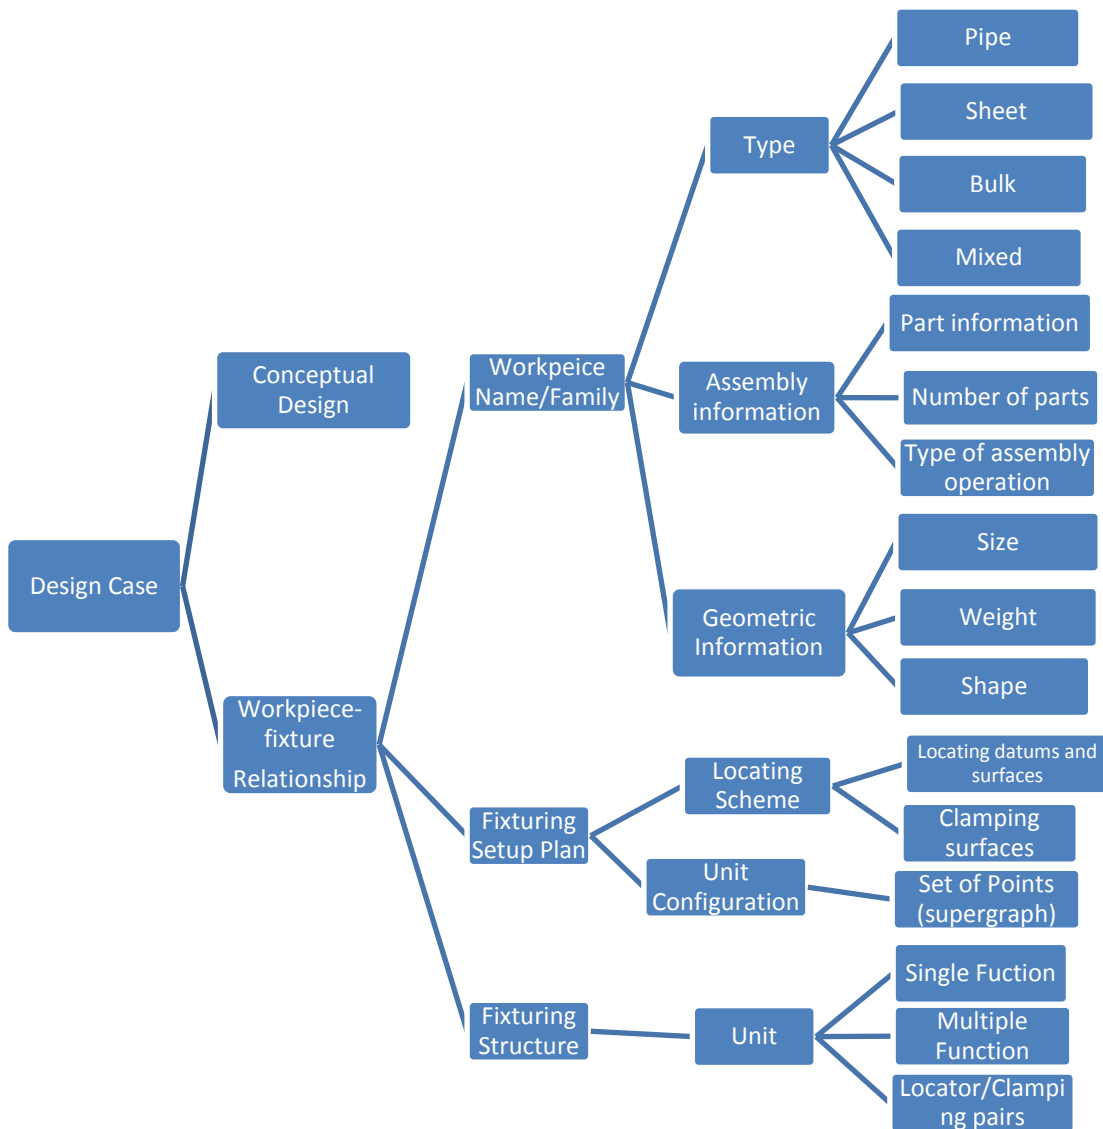 Pipe
Sheet
Type
Bulk
Mixed
Part information
Conceptual
Design
Workpeice
Name/Family
Assembly
information
Number of parts
Type of assembly
operation
Size
Design Case
Geometric
Information
Weight
Shape
Workpiece-
fixture
Relationship
Locating
Scheme
Locating datums and
surfaces
Fixturing
Setup Plan
Clamping
surfaces
Unit
Configuration
Set of Points
(supergraph)
Single Fuction
Fixturing
Structure
Unit
Multiple
Function
Locator/Clampi
ng pairs